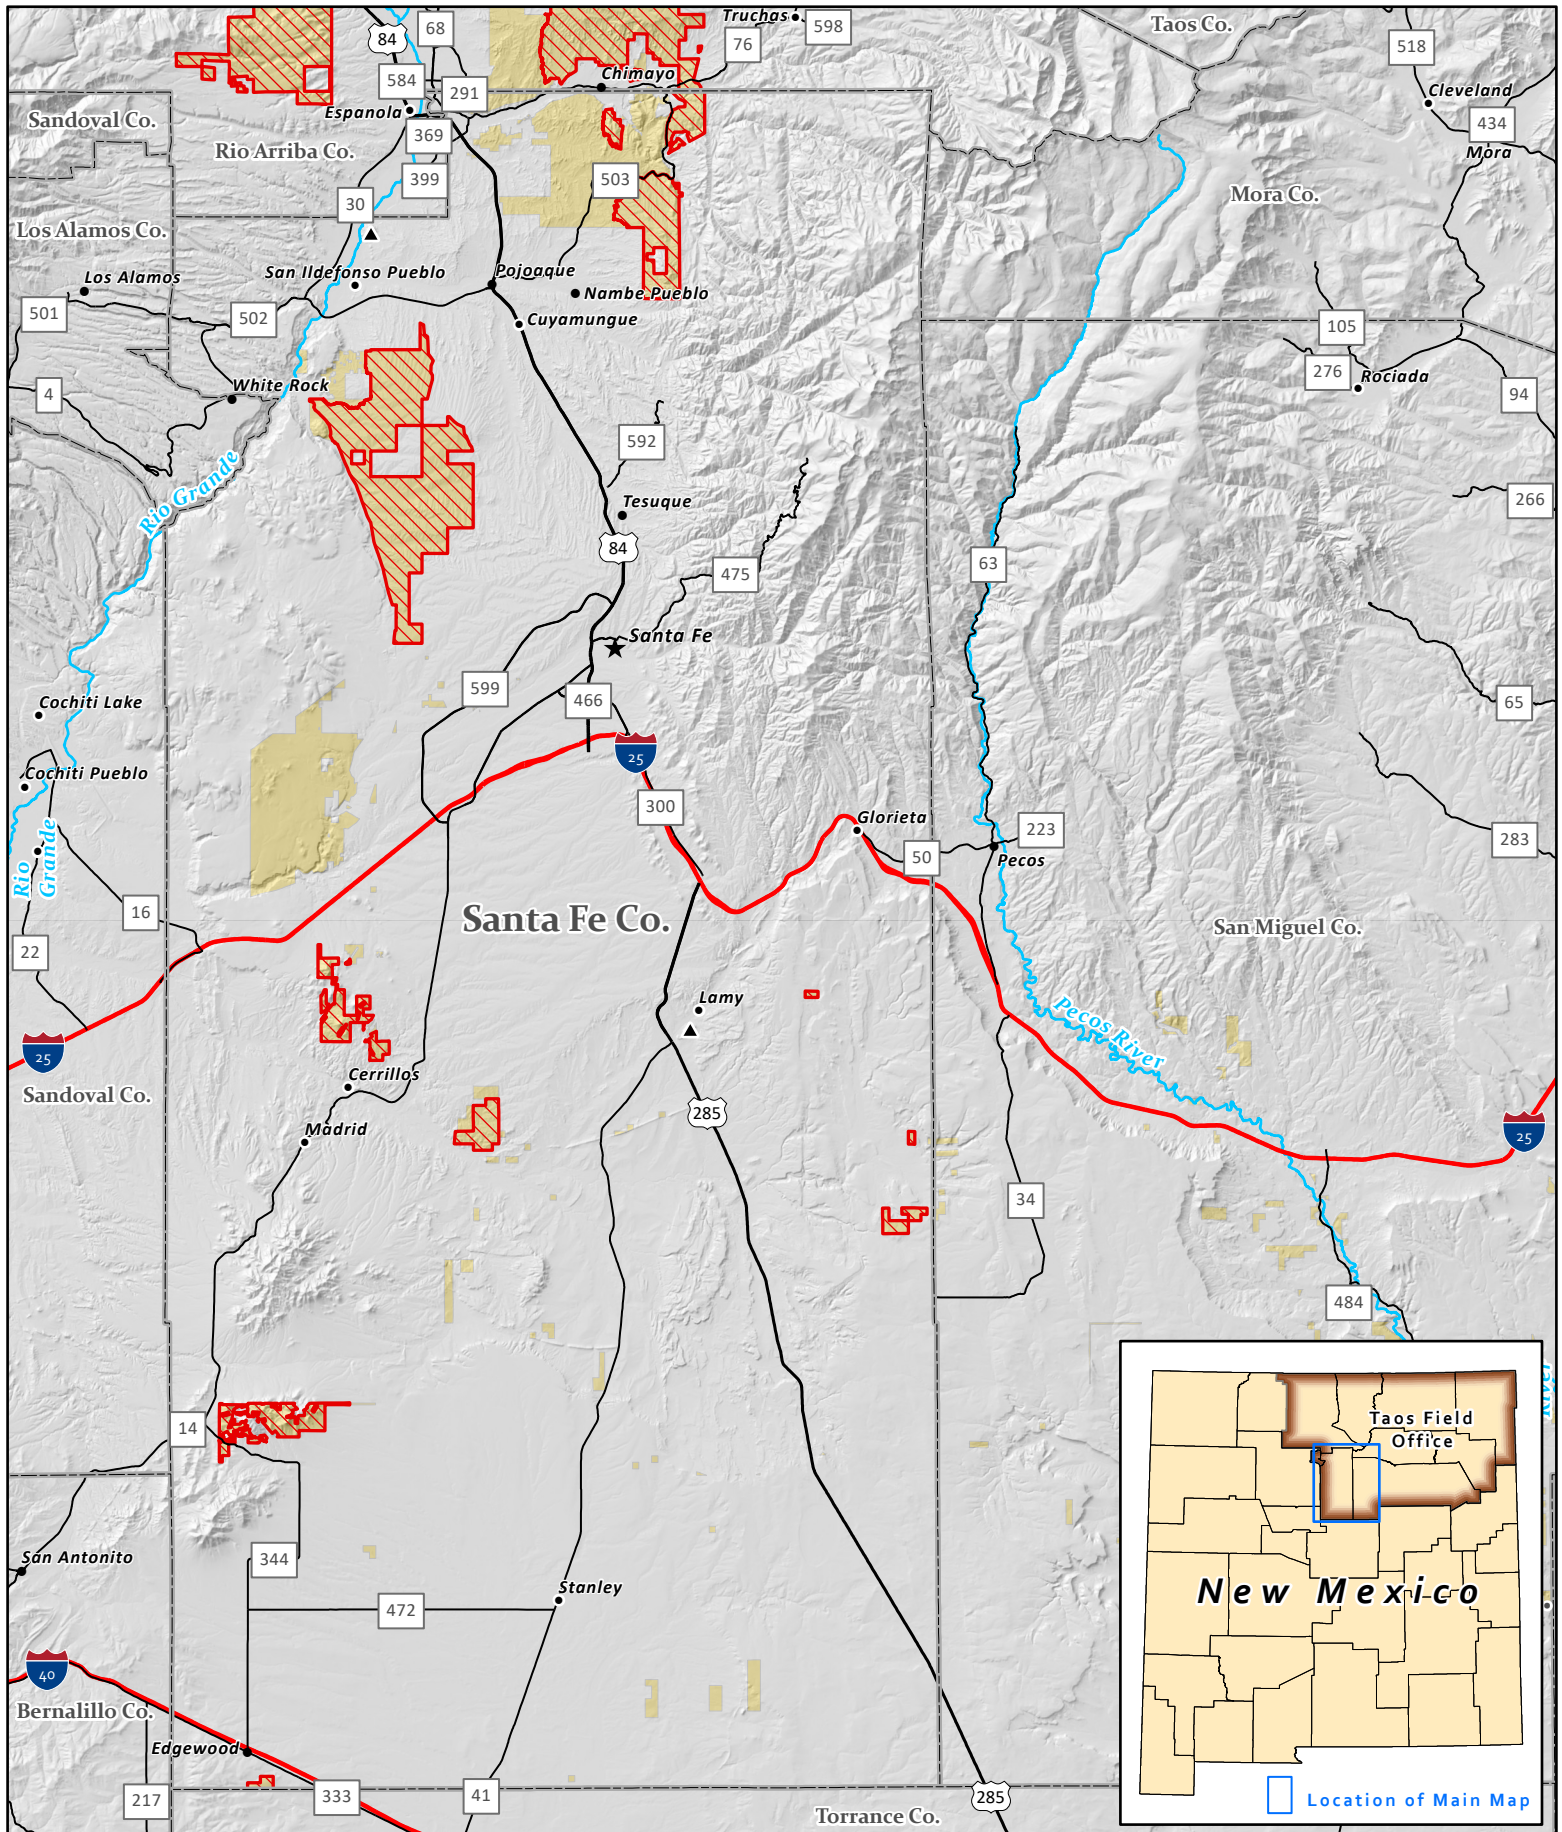 Truchas
598
Taos Co.
68
84
76
518
Chimayo
584
291
Cleveland
Espanola
Sandoval Co.
434
369
Rio Arriba Co.
Mora
399
503
30
Mora Co.
Los Alamos Co.
San Ildefonso Pueblo
Pojoaque
Los Alamos
Nambe Pueblo
501
502
Cuyamungue
105
276
Rociada
White Rock
4
94
592
Rio Grande
Tesuque
266
84
63
475
Santa Fe
599
466
Cochiti Lake
65
25
Cochiti Pueblo
300
Glorieta
223
283
50
Pecos
Rio
Grande
16
Santa Fe Co.
San Miguel Co.
22
Lamy
Pecos River
25
Cerrillos
Sandoval Co.
285
Madrid
25
34
484
River
Taos Field
Office
14
San Antonito
344
Stanley
New Mexico
472
40
Bernalillo Co.
Edgewood
217
333
41
285
Location of Main Map
Torrance Co.